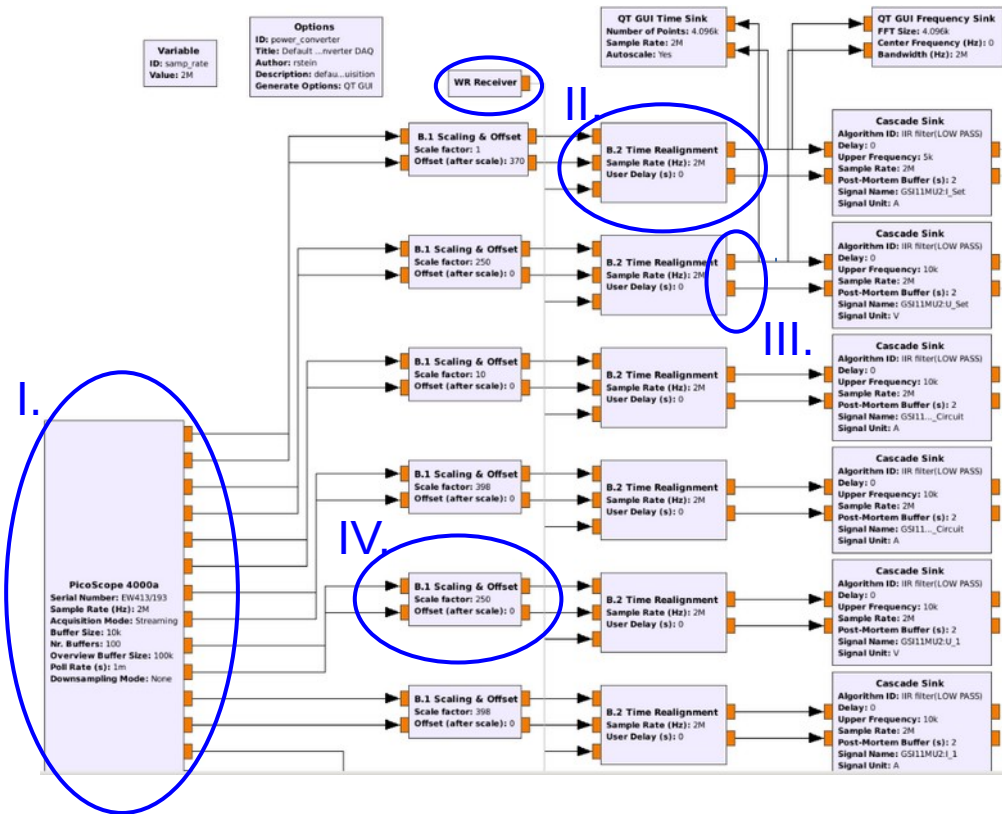 Variable
ID: samp_rate
Value: 2M
Options
ID: power_converter
Title: Default ...nverter DAQ
Author: rstein
Description: defau...uisition
Generate Options: QT GUI
QT GUI Time Sink
Number of Points: 4.096k
Sample Rate: 2M
Autoscale: Yes
QT GUI Frequency Sink
FFT Size: 4.096k
Center Frequency (Hz): 0
Bandwidth (Hz): 2M
WR Receiver
II.
B.1 Scaling & Offset
Scale factor: 1
Offset (after scale): 370
B.2 Time Realignment
Sample Rate (Hz): 2M
User Delay (s): 0
Cascade Sink
Algorithm ID: IIR filter(LOW PASS)
Delay: 0
Upper Frequency: 5k
Sample Rate: 2M
Post-Mortem Buffer (s): 2
Signal Name: GSI11MU2:I_Set
Signal Unit: A
B.1 Scaling & Offset
Scale factor: 250
Offset (after scale): 0
B.2 Time Realignment
Sample Rate (Hz): 2M
User Delay (s): 0
III.
Cascade Sink
Algorithm ID: IIR filter(LOW PASS)
Delay: 0
Upper Frequency: 10k
Sample Rate: 2M
Post-Mortem Buffer (s): 2
Signal Name: GSI11MU2:U_Set
Signal Unit: V
B.1 Scaling & Offset
Scale factor: 10
Offset (after scale): 0
B.2 Time Realignment
Sample Rate (Hz): 2M
User Delay (s): 0
Cascade Sink
Algorithm ID: IIR filter(LOW PASS)
Delay: 0
Upper Frequency: 10k
Sample Rate: 2M
Post-Mortem Buffer (s): 2
Signal Name: GSI11..._Circuit
Signal Unit: A
I.
PicoScope 4000a
Serial Number: EW413/193
Sample Rate (Hz): 2M
Acquisition Mode: Streaming
Buffer Size: 10k
Nr. Buffers: 100
Overview Buffer Size: 100k
Poll Rate (s): 1m
Downsampling Mode: None
B.1 Scaling & Offset
Scale factor: 398
Offset (after scale): 0
B.2 Time Realignment
Sample Rate (Hz): 2M
User Delay (s): 0
Cascade Sink
Algorithm ID: IIR filter(LOW PASS)
Delay: 0
Upper Frequency: 10k
Sample Rate: 2M
Post-Mortem Buffer (s): 2
Signal Name: GSI11..._Circuit
Signal Unit: A
IV.
B.1 Scaling & Offset
Scale factor: 250
Offset (after scale): 0
B.2 Time Realignment
Sample Rate (Hz): 2M
User Delay (s): 0
Cascade Sink
Algorithm ID: IIR filter(LOW PASS)
Delay: 0
Upper Frequency: 10k
Sample Rate: 2M
Post-Mortem Buffer (s): 2
Signal Name: GSI11MU2:U_1
Signal Unit: V
B.1 Scaling & Offset
Scale factor: 398
Offset (after scale): 0
B.2 Time Realignment
Sample Rate (Hz): 2M
User Delay (s): 0
Cascade Sink
Algorithm ID: IIR filter(LOW PASS)
Delay: 0
Upper Frequency: 10k
Sample Rate: 2M
Post-Mortem Buffer (s): 2
Signal Name: GSI11MU2:I_1
Signal Unit: A